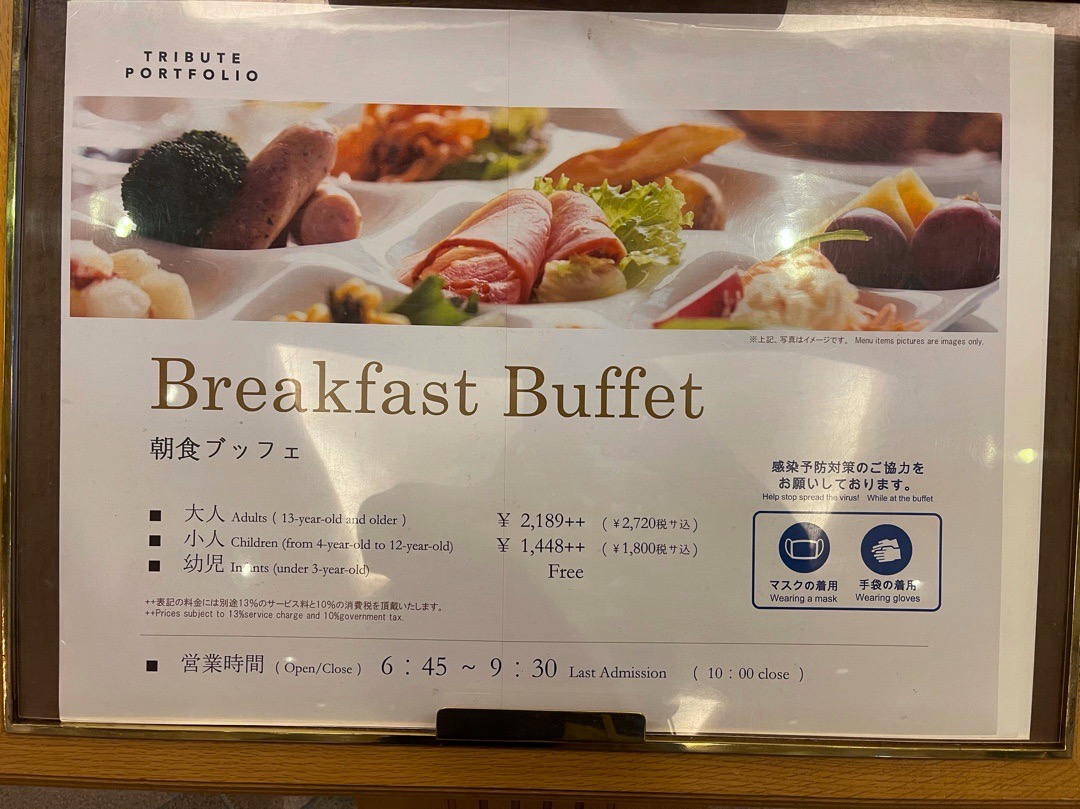 TRIBUTE
PORTFOLIO
※上記、写真はイメージです。 Menu items pictures are images only.
Breakfast Buffet
朝食ブッフェ
感染予防対策のご協力を
お願いしております。
Help stop spread the virus! While at the buffet
■ 大人 Adults ( 13-year-old and older ) ¥ 2,189++ ( ¥2,720税サ込 )
■ 小人 Children (from 4-year-old to 12-year-old) ¥ 1,448++ ( ¥1,800税サ込 )
■ 幼児 Infants (under 3-year-old) Free
マスクの着用 手袋の着用
Wearing a mask Wearing gloves
++表記の料金には別途13%のサービス料と10%の消費税を頂戴いたします。
++Prices subject to 13%service charge and 10%government tax.
■ 営業時間 ( Open/Close ) 6:45 ~ 9:30 Last Admission ( 10:00 close )